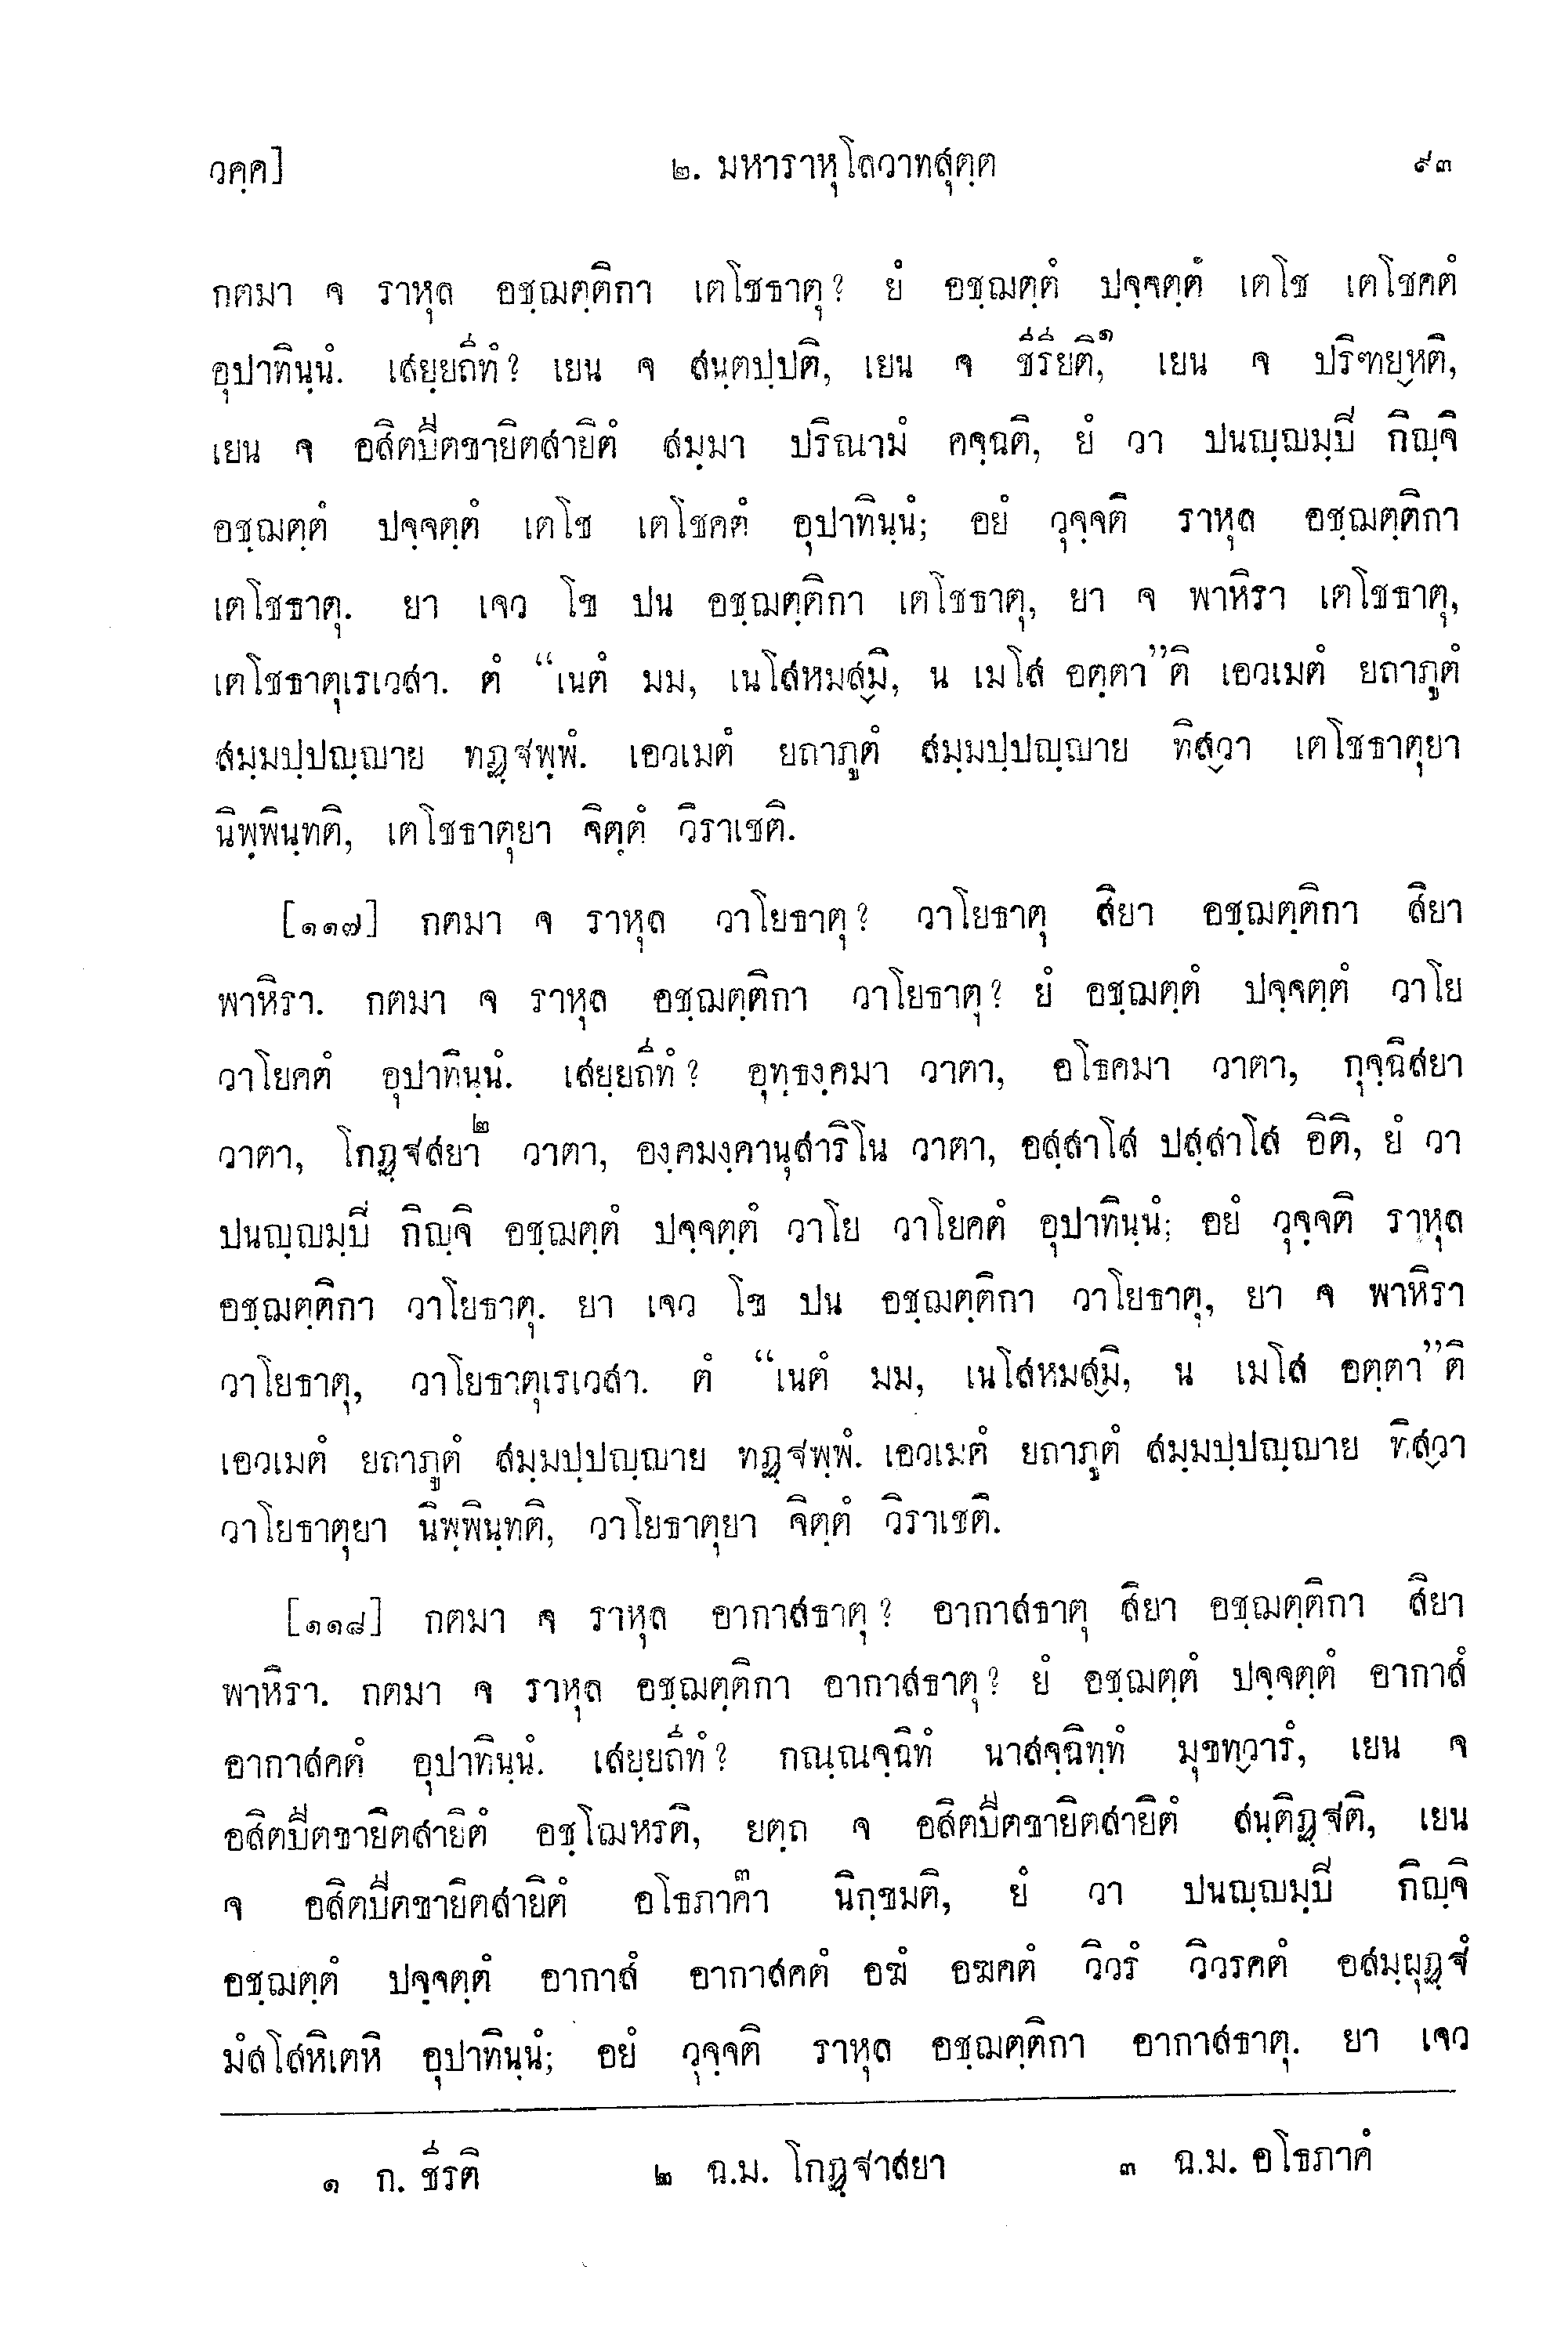 วคฺค]	๒. มหาราหุโลวาทสุตฺต	๙๓
กตมา จ ราหุล อชฺฌตฺติกา เตโชธาตุ? ยํ อชฺฌตฺตํ ปจฺจตฺตํ เตโช เตโชคตํ
อุปาทินฺนํ. เสยฺยถีทํ? เยน จ สนฺตปฺปติ, เยน จ ชีรียติ,๑ เยน จ ปริฑยฺหติ,
เยน จ อสิตปีตขายิตสายิตํ สมฺมา ปริณามํ คจฺฉติ, ยํ วา ปนญฺญมฺปี กิญฺจิ
อชฺฌตฺตํ ปจฺจตฺตํ เตโช เตโชคตํ อุปาทินฺนํ; อยํ วุจฺจติ ราหุล อชฺฌตฺติกา
เตโชธาตุ. ยา เจว โข ปน อชฺฌตฺติกา เตโชธาตุ, ยา จ พาหิรา เตโชธาตุ,
เตโชธาตุเรเวสา. ตํ “เนตํ มม, เนโสหมสฺมิ, น เมโส อตฺตา”ติ เอวเมตํ ยถาภูตํ
สมฺมปฺปญฺญาย ทฏฺฐพฺพํ. เอวเมตํ ยถาภูตํ สมฺมปฺปญฺญาย ทิสฺวา เตโชธาตุยา
นิพฺพินฺทติ, เตโชธาตุยา จิตฺตํ วิราเชติ.
[๑๑๗] กตมา จ ราหุล วาโยธาตุ? วาโยธาตุ สิยา อชฺฌตฺติกา สิยา
พาหิรา. กตมา จ ราหุล อชฺฌตฺติกา วาโยธาตุ? ยํ อชฺฌตฺตํ ปจฺจตฺตํ วาโย
วาโยคตํ อุปาทินฺนํ. เสยฺยถีทํ? อุทฺธงฺคมา วาตา, อโธคมา วาตา, กุจฺฉิสยา
วาตา, โกฏฺฐสยา๒ วาตา, องฺคมงฺคานุสาริโน วาตา, อสฺสาโส ปสฺสาโส อิติ, ยํ วา
ปนญฺญมฺปี กิญฺจิ อชฺฌตฺตํ ปจฺจตฺตํ วาโย วาโยคตํ อุปาทินฺนํ; อยํ วุจฺจติ ราหุล
อชฺฌตฺติกา วาโยธาตุ. ยา เจว โข ปน อชฺฌตฺติกา วาโยธาตุ, ยา จ พาหิรา
วาโยธาตุ, วาโยธาตุเรเวสา. ตํ “เนตํ มม, เนโสหมสฺมิ, น เมโส อตฺตา”ติ
เอวเมตํ ยถาภูตํ สมฺมปฺปญฺญาย ทฏฺฐพฺพํ. เอวเมตํ ยถาภูตํ สมฺมปฺปญฺญาย ทิสฺวา
วาโยธาตุยา นิพฺพินฺทติ, วาโยธาตุยา จิตฺตํ วิราเชติ.
[๑๑๘] กตมา จ ราหุล อากาสธาตุ? อากาสธาตุ สิยา อชฺฌตฺติกา สิยา
พาหิรา. กตมา จ ราหุล อชฺฌตฺติกา อากาสธาตุ? ยํ อชฺฌตฺตํ ปจฺจตฺตํ อากาสํ
อากาสคตํ อุปาทินฺนํ. เสยฺยถีทํ? กณฺณจฺฉิทํ นาสจฺฉิทฺทํ มุขทฺวารํ, เยน จ
อสิตปีตขายิตสายิตํ อชฺโฌหรติ, ยตฺถ จ อสิตปีตขายิตสายิตํ สนฺติฏฺฐติ, เยน
จ อสิตปีตขายิตสายิตํ อโธภาคา๓ นิกฺขมติ, ยํ วา ปนญฺญมฺปี กิญฺจิ
อชฺฌตฺตํ ปจฺจตฺตํ อากาสํ อากาสคตํ อฆํ อฆคตํ วิวรํ วิวรคตํ อสมฺผุฏฺฐํ
มํสโลหิเตหิ อุปาทินฺนํ; อยํ วุจฺจติ ราหุล อชฺฌตฺติกา อากาสธาตุ. ยา เจว
๑ ก. ชีรติ	๒ ฉ.ม. โกฏฺฐาสยา	๓ ฉ.ม. อโธภาคํ